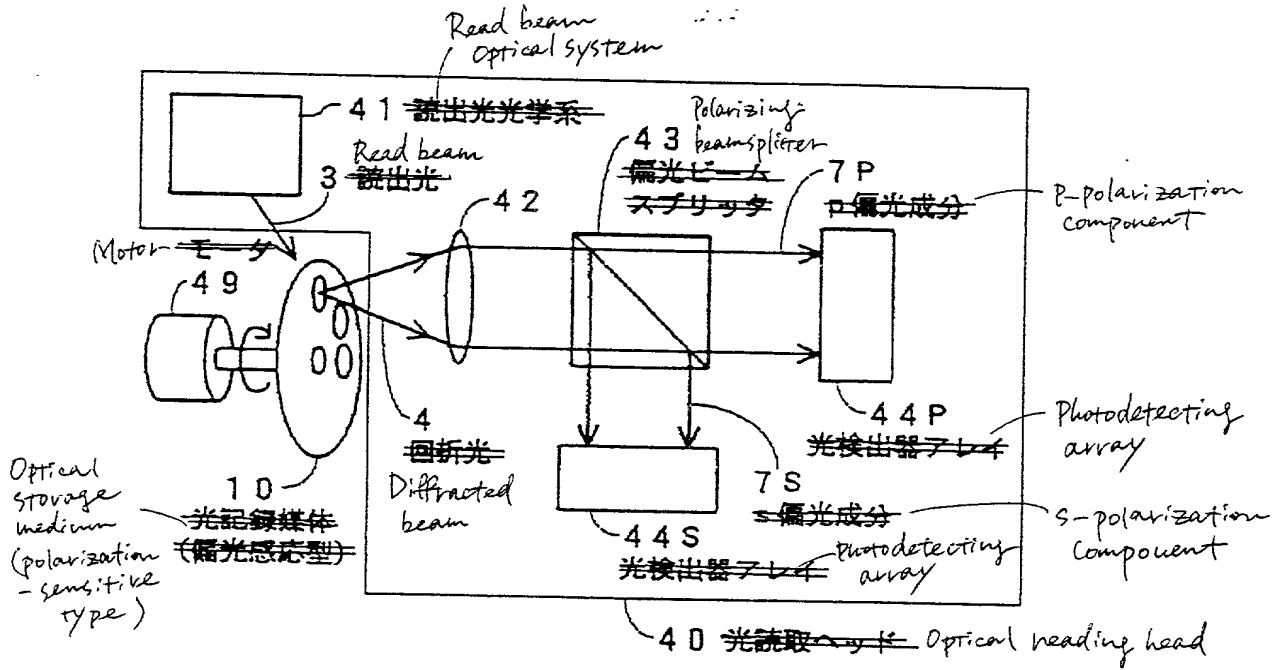 Read beam
Optical system
41 読出光光学系
Read beam
3 読出光
Polarizing
43 beamsplitter
偏光ビーム
スプリッタ
7P
p偏光成分
P-polarization
component
42
Motor モータ
49
44P
光検出器アレイ
Photodetecting
array
4
回折光
Diffracted
beam
Optical
storage
medium
(polarization
-sensitive
type)
10
光記録媒体
(偏光感応型)
7S
s偏光成分
S-polarization
component
44S
光検出器アレイ
photodetecting
array
40 光読取ヘッド Optical reading head